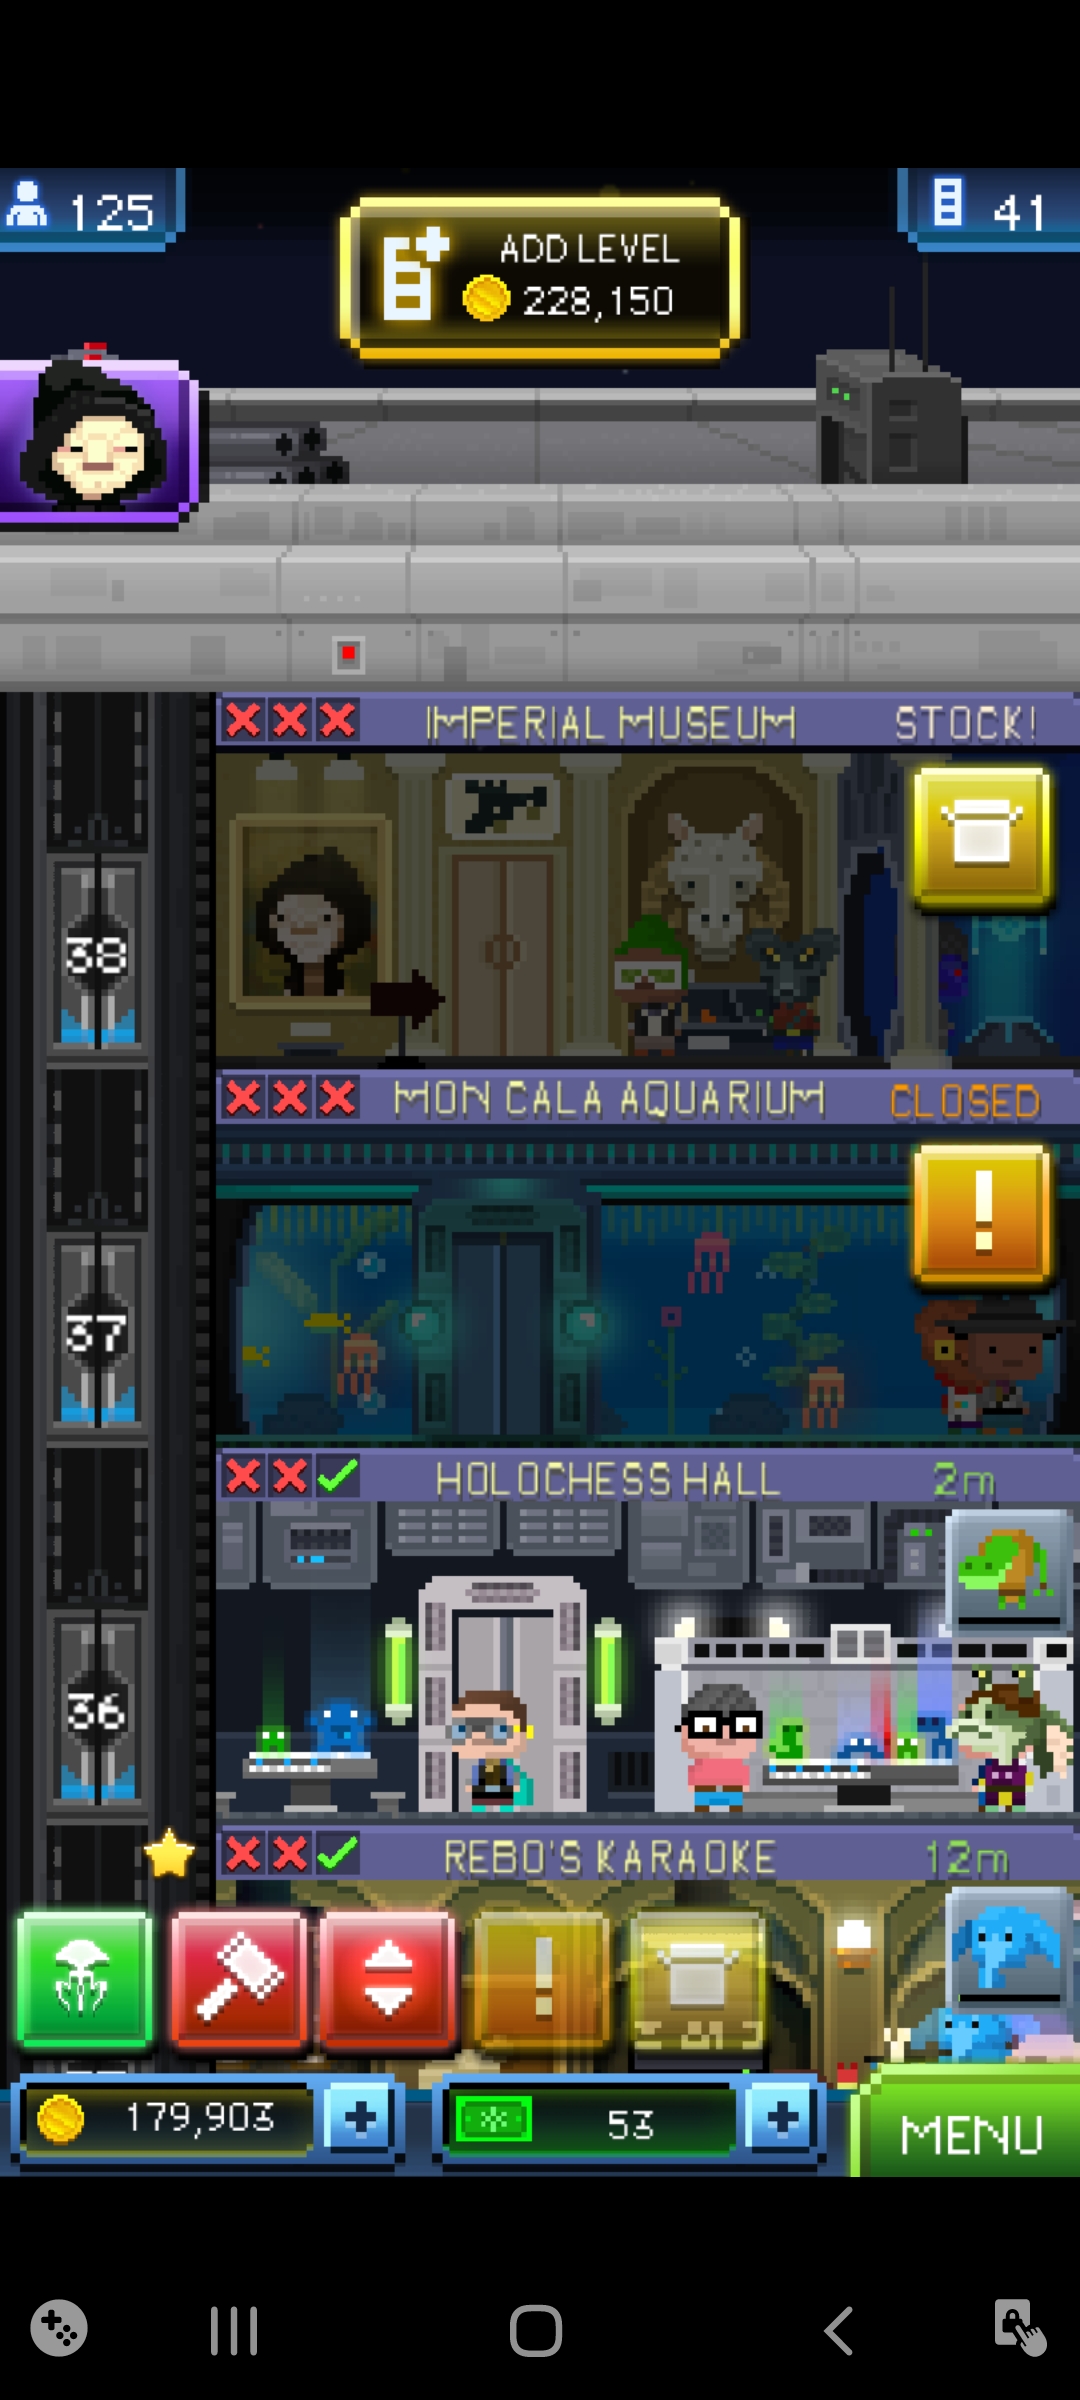 125
ADD LEVEL
228,150
41
IMPERIAL MUSEUM STOCK!
38
MON CALA AQUARIUM CLOSED
!
37
HOLOCHESS HALL 2m
36
REBO'S KARAOKE 12m
!
179,903 + 53 + MENU